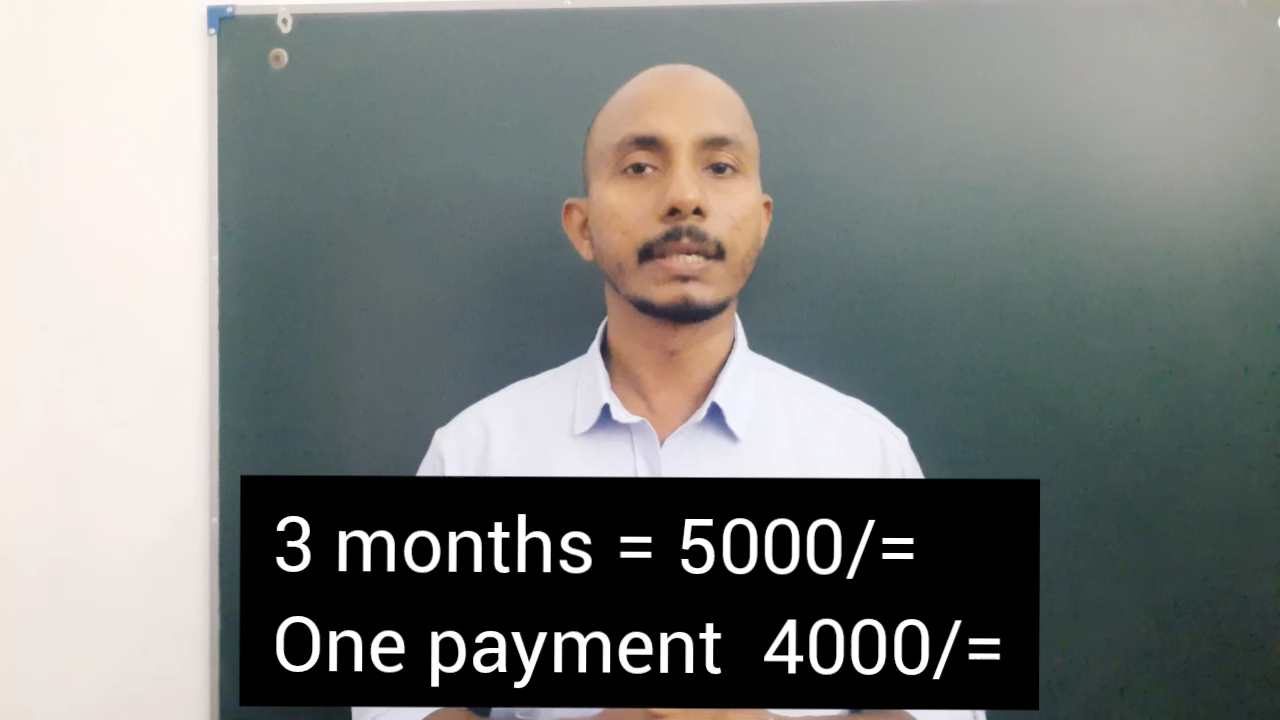 3 months = 5000/=
One payment 4000/=